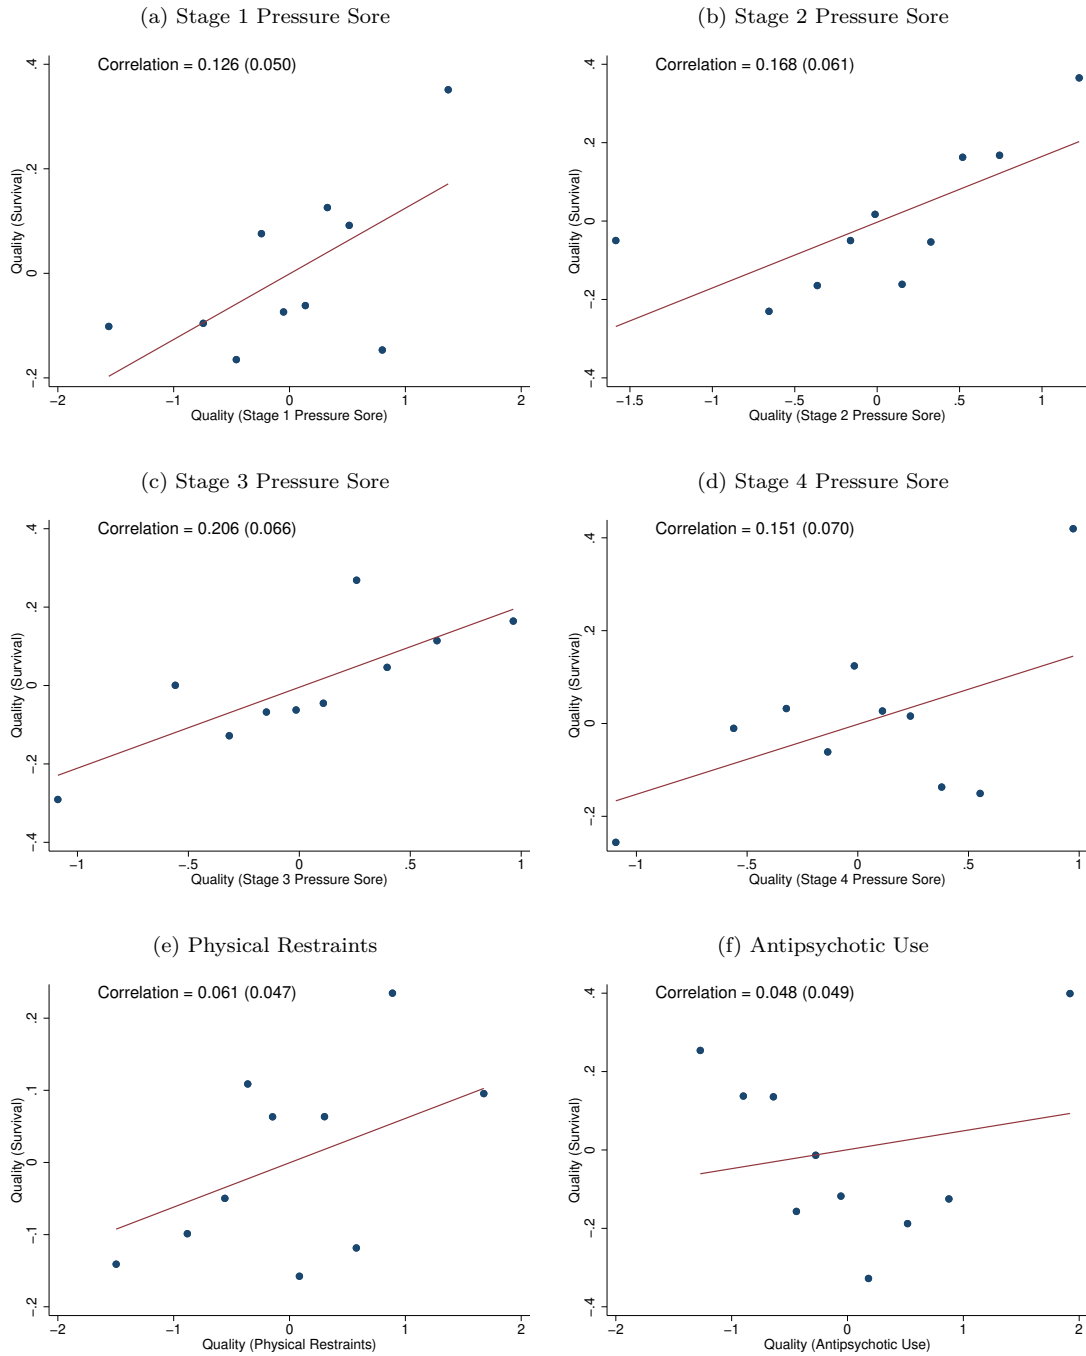 (a) Stage 1 Pressure Sore
Correlation = 0.126 (0.050)
Quality (Survival)
.4
.2
0
-.2
-2
-1
0
1
2
Quality (Stage 1 Pressure Sore)
(b) Stage 2 Pressure Sore
Correlation = 0.168 (0.061)
Quality (Survival)
.4
.2
0
-.2
-.4
-1.5
-1
-.5
0
.5
1
Quality (Stage 2 Pressure Sore)
(c) Stage 3 Pressure Sore
Correlation = 0.206 (0.066)
Quality (Survival)
.4
.2
0
-.2
-.4
-1
-.5
0
.5
1
Quality (Stage 3 Pressure Sore)
(d) Stage 4 Pressure Sore
Correlation = 0.151 (0.070)
Quality (Survival)
.4
.2
0
-.2
-1
-.5
0
.5
1
Quality (Stage 4 Pressure Sore)
(e) Physical Restraints
Correlation = 0.061 (0.047)
Quality (Survival)
.2
.1
0
-.1
-.2
-2
-1
0
1
2
Quality (Physical Restraints)
(f) Antipsychotic Use
Correlation = 0.048 (0.049)
Quality (Survival)
.4
.2
0
-.2
-.4
-2
-1
0
1
2
Quality (Antipsychotic Use)